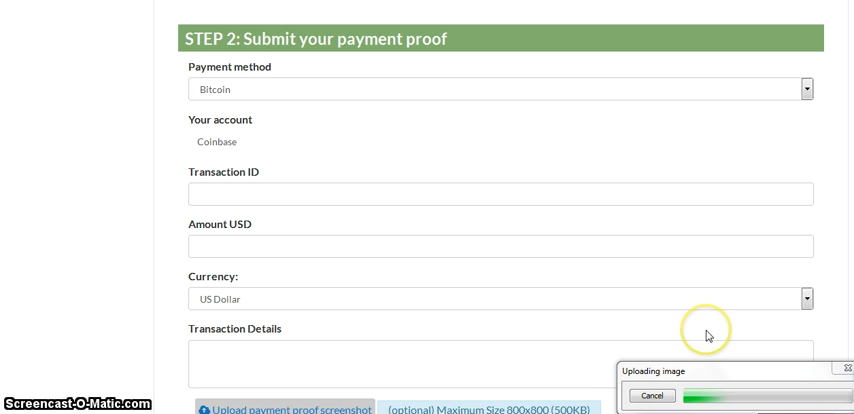 STEP 2: Submit your payment proof
Payment method
Bitcoin
Your account
Coinbase
Transaction ID
Amount USD
Currency:
US Dollar
Transaction Details
Uploading image
Cancel
Upload payment proof screenshot (optional) Maximum Size 800x800 (500KB)
Screencast-O-Matic.com